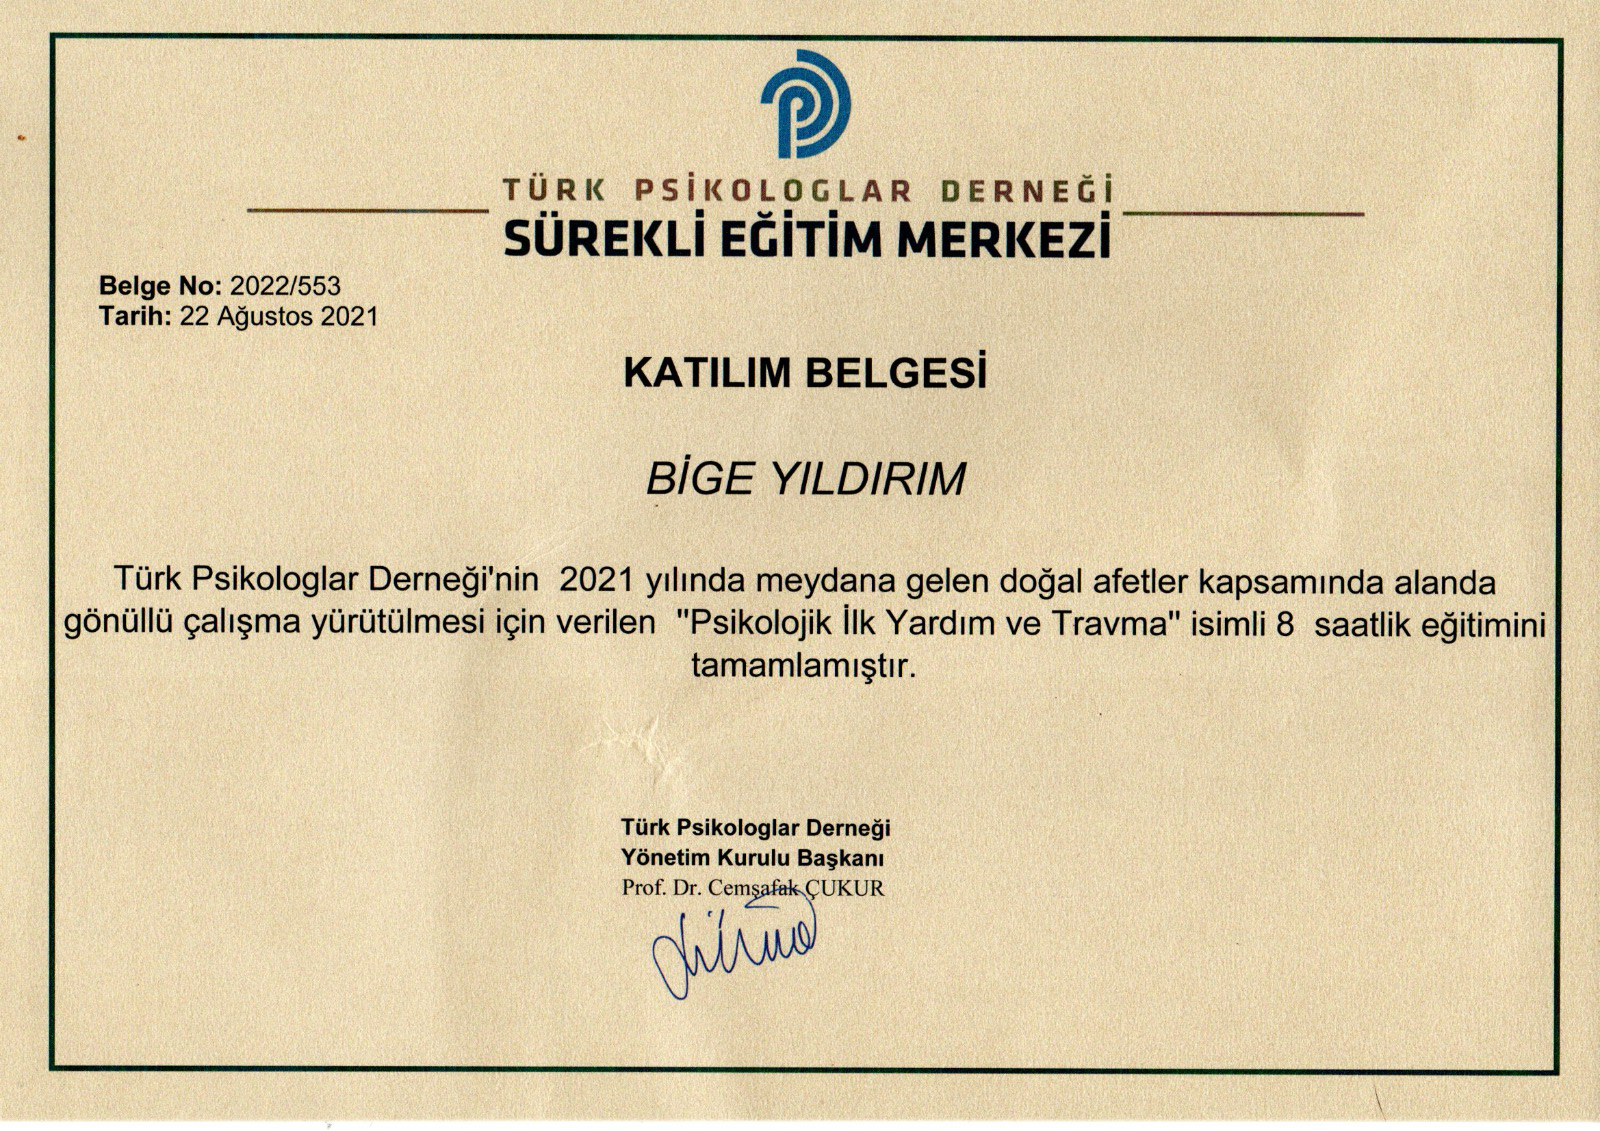 TÜRK PSİKOLOGLAR DERNEĞİ
SÜREKLİ EĞİTİM MERKEZİ
Belge No: 2022/553
Tarih: 22 Ağustos 2021
KATILIM BELGESİ
BİGE YILDIRIM
Türk Psikologlar Derneği'nin 2021 yılında meydana gelen doğal afetler kapsamında alanda
gönüllü çalışma yürütülmesi için verilen "Psikolojik İlk Yardım ve Travma" isimli 8 saatlik eğitimini
tamamlamıştır.
Türk Psikologlar Derneği
Yönetim Kurulu Başkanı
Prof. Dr. Cemşafak ÇUKUR